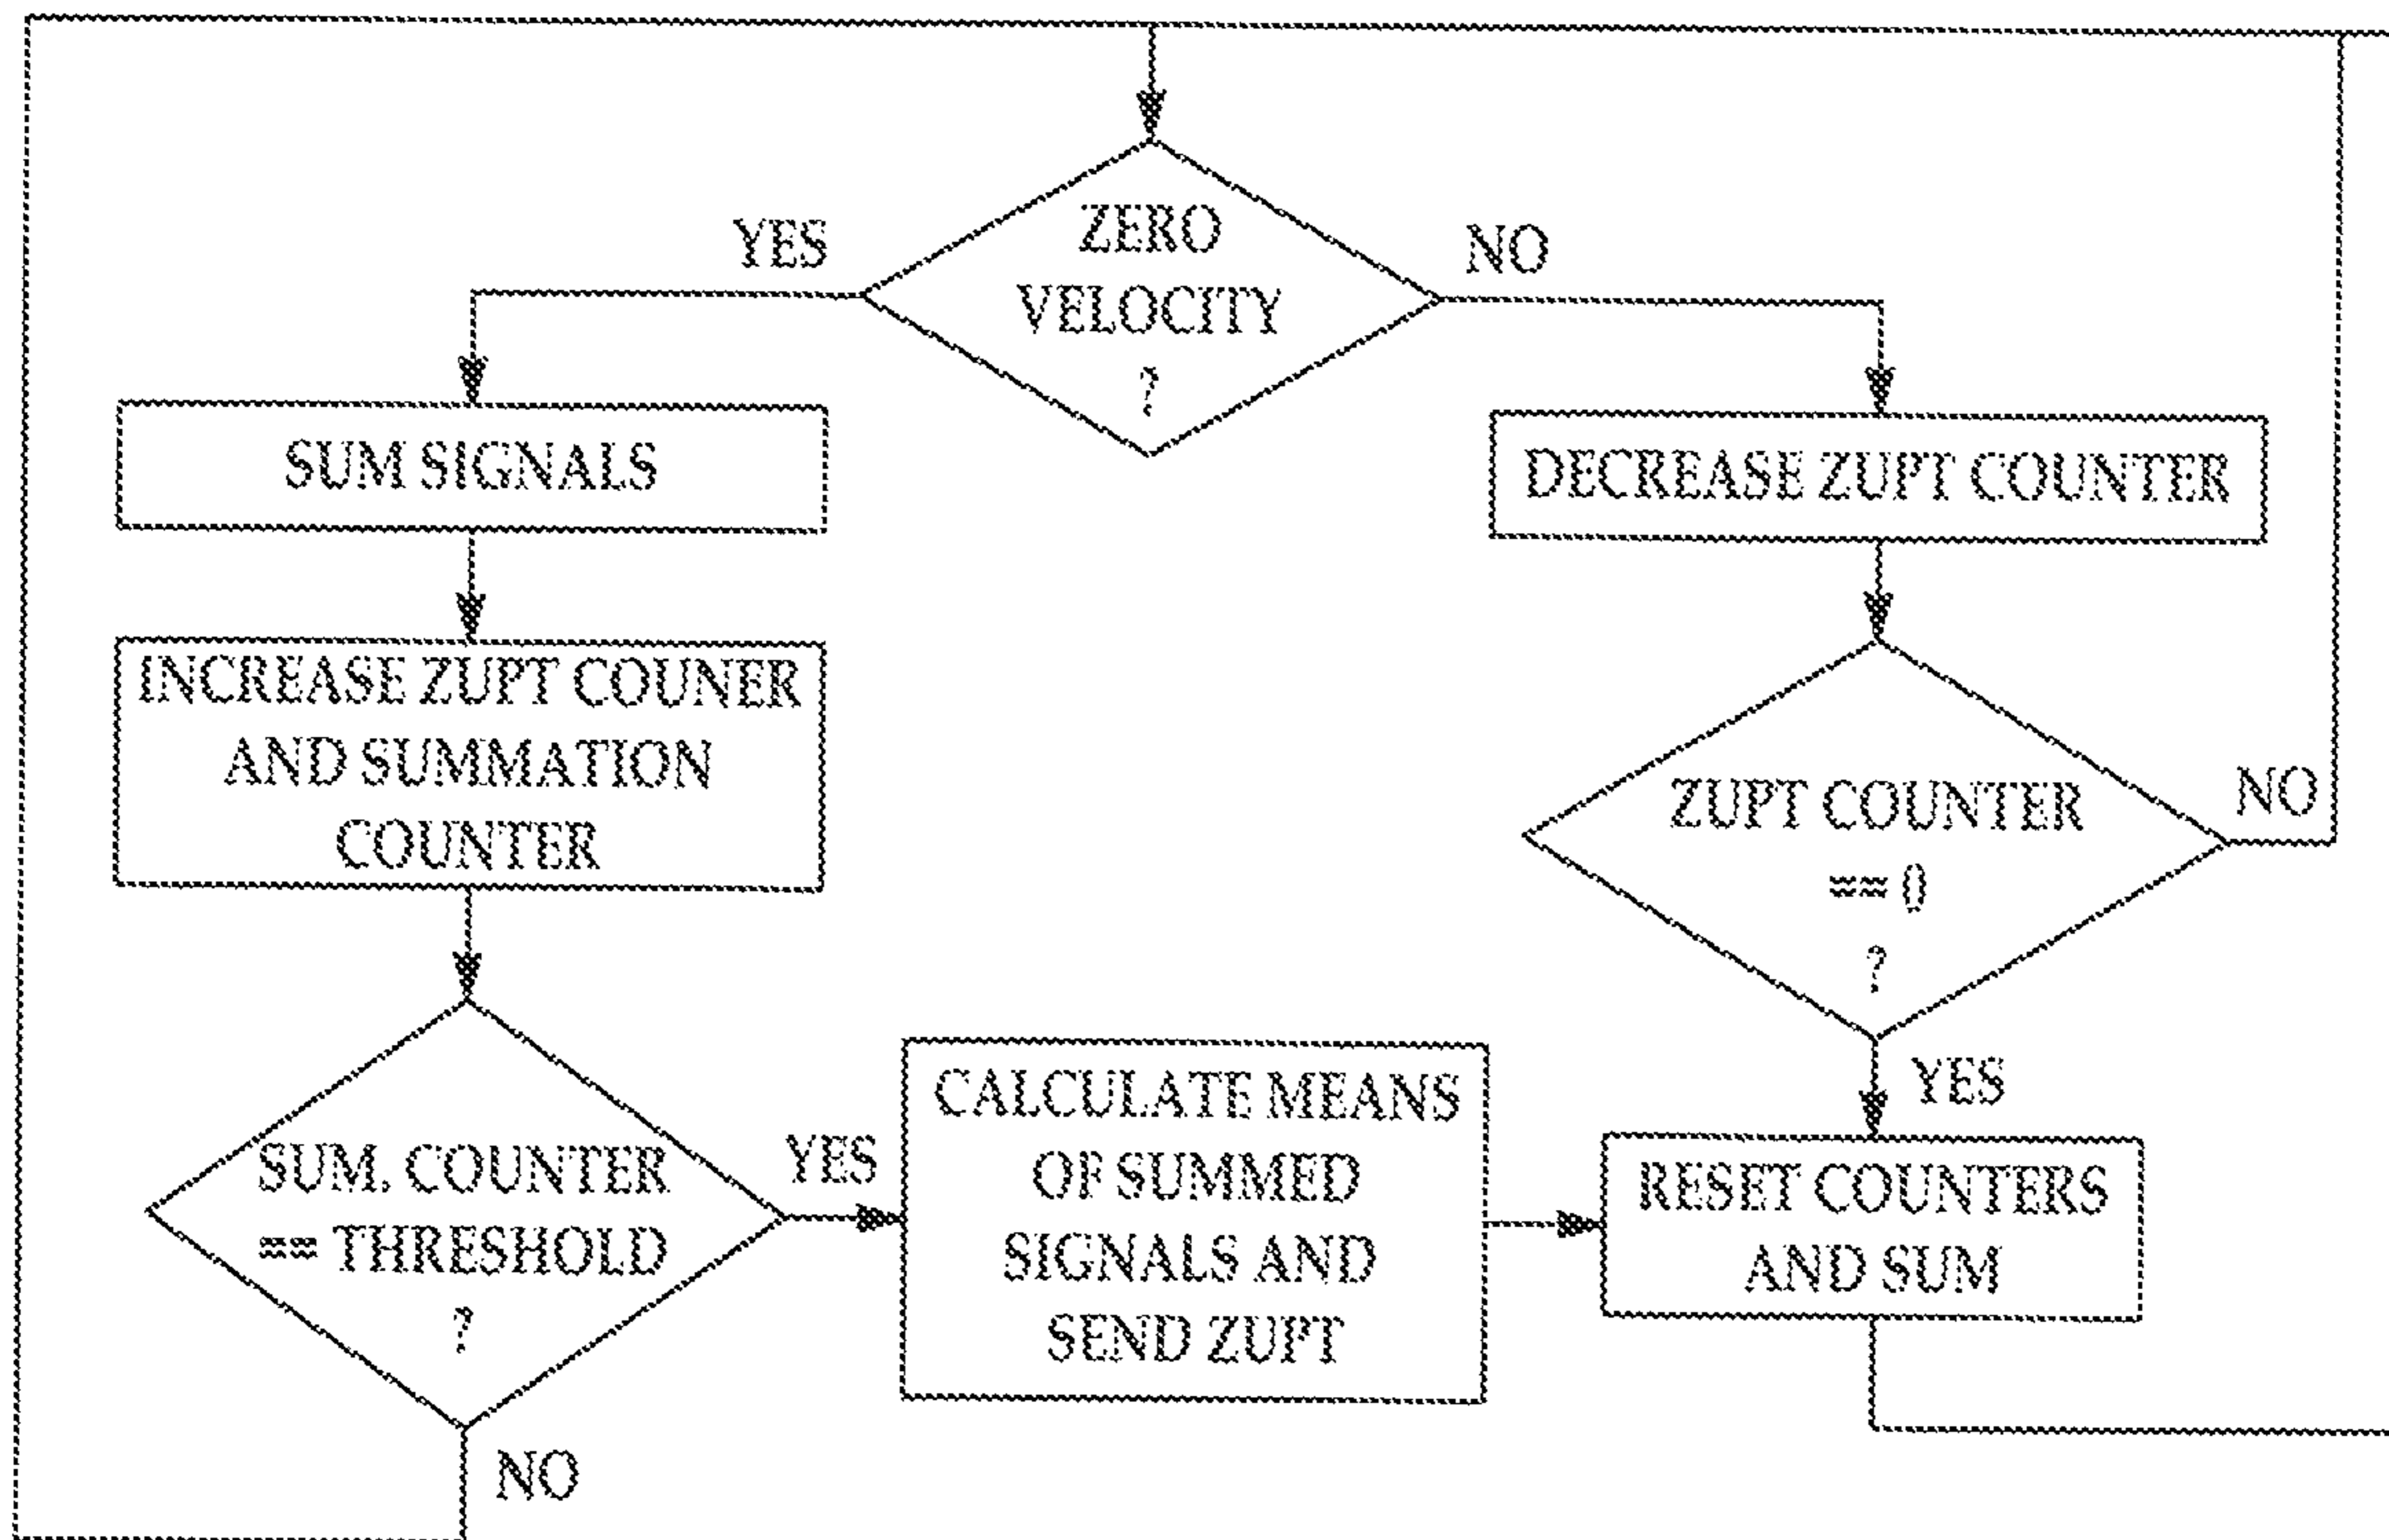 ZERO
VELOCITY
?
YES
NO
SUM SIGNALS
DECREASE ZUPT COUNTER
INCREASE ZUPT COUNER
AND SUMMATION
COUNTER
ZUPT COUNTER
== 0
?
NO
YES
SUM. COUNTER
== THRESHOLD
?
YES
NO
CALCULATE MEANS
OF SUMMED
SIGNALS AND
SEND ZUPT
RESET COUNTERS
AND SUM